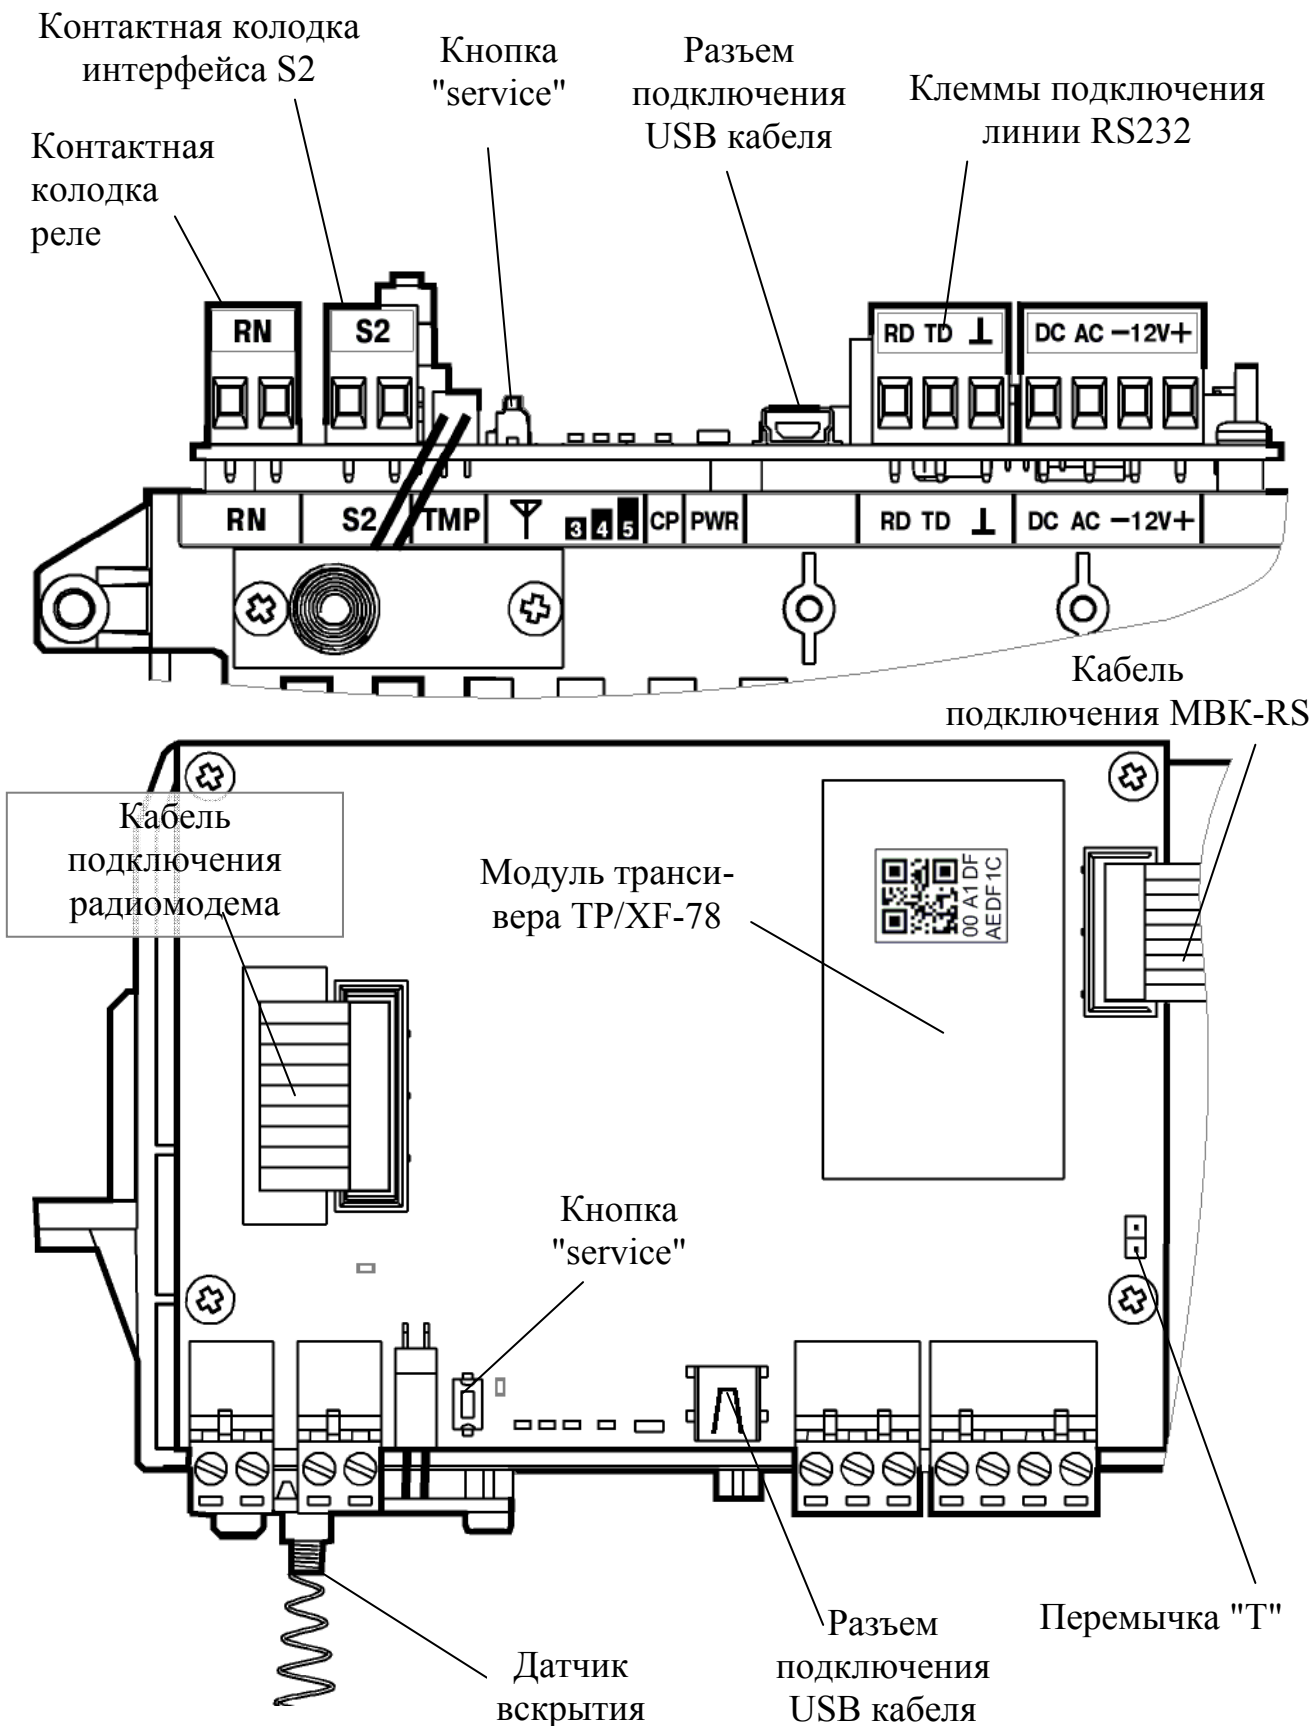 Контактная колодка
интерфейса S2
Кнопка
"service"
Разъем
подключения
USB кабеля
Клеммы подключения
линии RS232
Контактная
колодка
реле
RN
S2
RD TD ⊥
DC AC −12V+
RN
S2
TMP
3
4
5
CP
PWR
RD TD ⊥
DC AC −12V+
Кабель
подключения МВК-RS
Кабель
подключения
радиомодема
Модуль транси-
вера ТР/XF-78
00 A1 DF
AEDF1C
Кнопка
"service"
Перемычка "Т"
Разъем
подключения
USB кабеля
Датчик
вскрытия